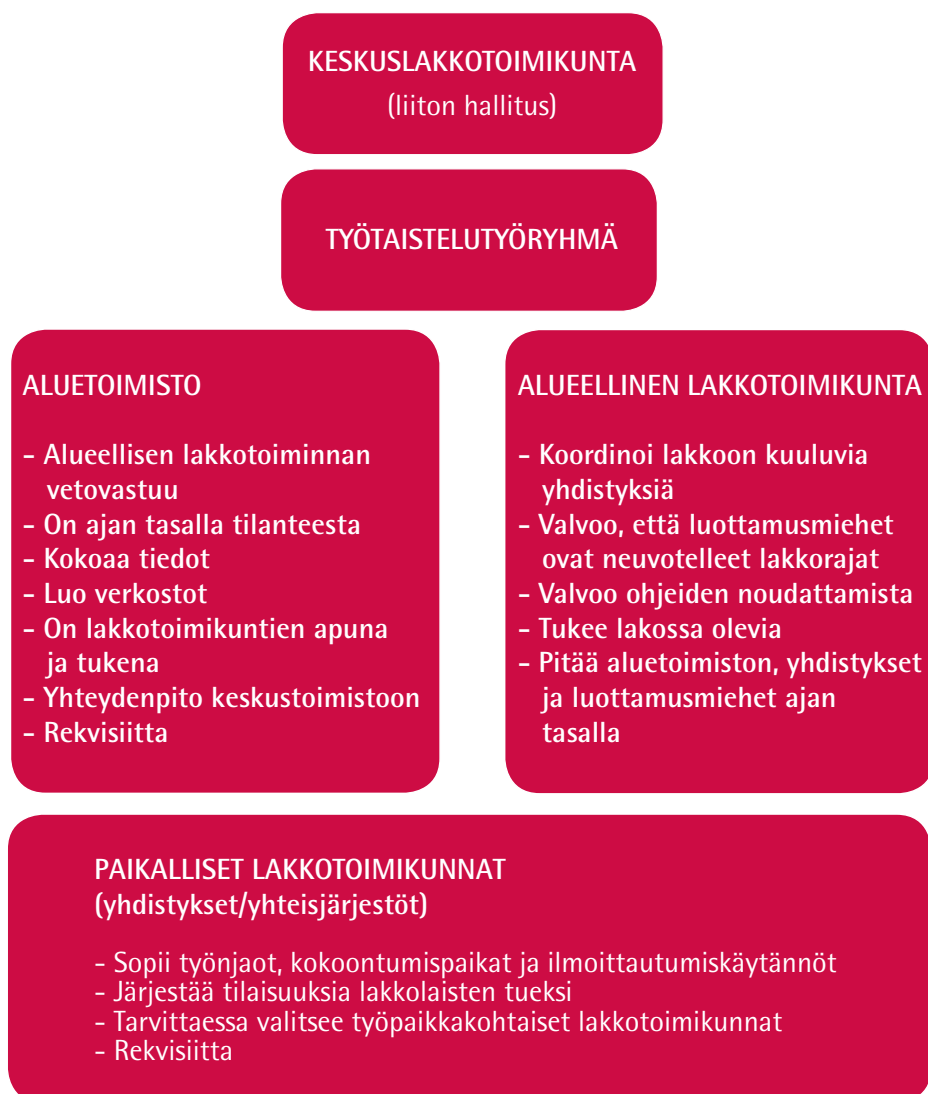 KESKUSLAKKOTOIMIKUNTA
(liiton hallitus)
TYÖTAISTELUTYÖRYHMÄ
ALUETOIMISTO
- Alueellisen lakkotoiminnan
vetovastuu
- On ajan tasalla tilanteesta
- Kokoaa tiedot
- Luo verkostot
- On lakkotoimikuntien apuna
ja tukena
- Yhteydenpito keskustoimistoon
- Rekvisiitta
ALUEELLINEN LAKKOTOIMIKUNTA
- Koordinoi lakkoon kuuluvia
yhdistyksiä
- Valvoo, että luottamusmiehet
ovat neuvotelleet lakkorajat
- Valvoo ohjeiden noudattamista
- Tukee lakossa olevia
- Pitää aluetoimiston, yhdistykset
ja luottamusmiehet ajan
tasalla
PAIKALLISET LAKKOTOIMIKUNNAT
(yhdistykset/yhteisjärjestöt)
- Sopii työnjaot, kokoontumispaikat ja ilmoittautumiskäytännöt
- Järjestää tilaisuuksia lakkolaisten tueksi
- Tarvittaessa valitsee työpaikkakohtaiset lakkotoimikunnat
- Rekvisiitta